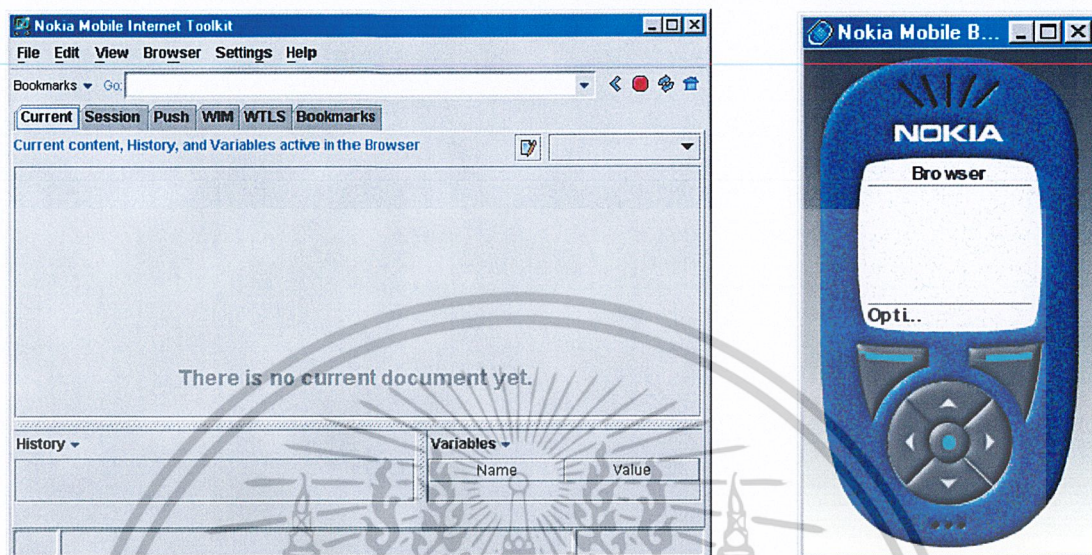 Nokia Mobile Internet Toolkit
File Edit View Browser Settings Help
Bookmarks Go:
Current Session Push WIM WTLS Bookmarks
Current content, History, and Variables active in the Browser
There is no current document yet.
History
Variables
Name Value
Nokia Mobile B...
NOKIA
Browser
Opti..